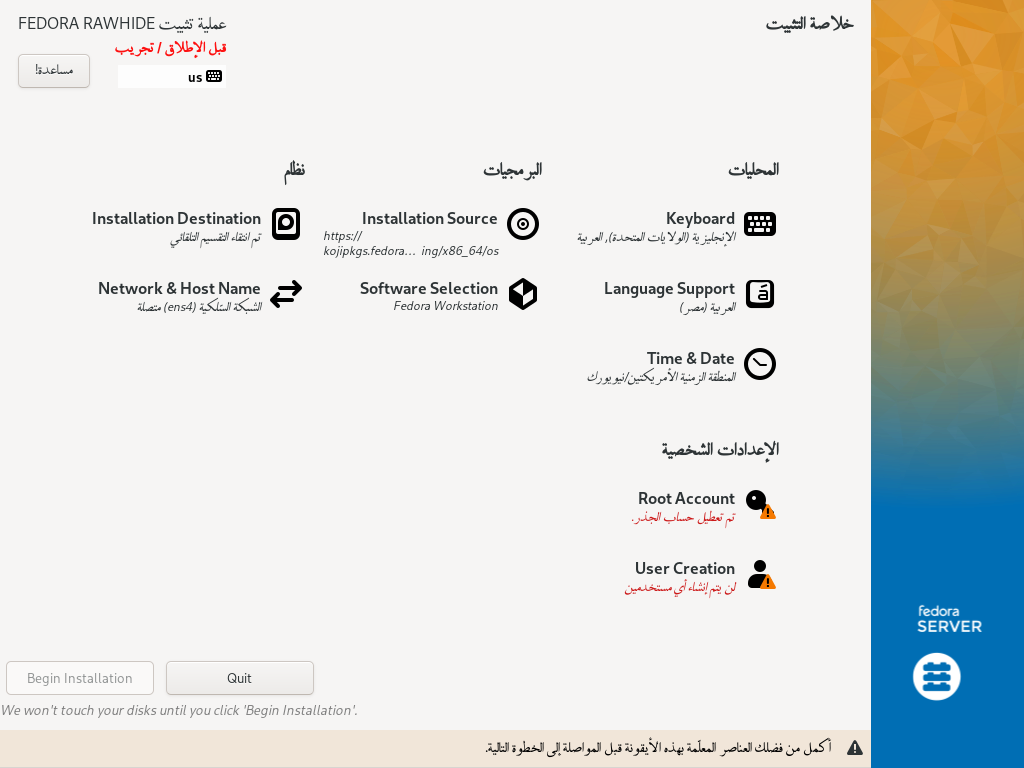 خلاصة التثبيت
عملية تثبيت FEDORA RAWHIDE
قبل الإطلاق / تجريب
us
مساعدة!
المحليات
Keyboard
الإنجليزية (الولايات المتحدة), العربية
Language Support
العربية (مصر)
Time & Date
المنطقة الزمنية الأمريكتين/نيويورك
البرمجيات
Installation Source
https://
kojipkgs.fedora… ing/x86_64/os
Software Selection
Fedora Workstation
نظام
Installation Destination
تم انتقاء التقسيم التلقائي
Network & Host Name
الشبكة السّلكية (ens4) متصلة
الإعدادات الشخصية
Root Account
تم تعطيل حساب الجذر.
User Creation
لن يتم إنشاء أي مستخدمين
fedora
SERVER
Begin Installation
Quit
We won't touch your disks until you click 'Begin Installation'.
أكمل من فضلك العناصر المعلّمة بهذه الأيقونة قبل المواصلة إلى الخطوة التالية.